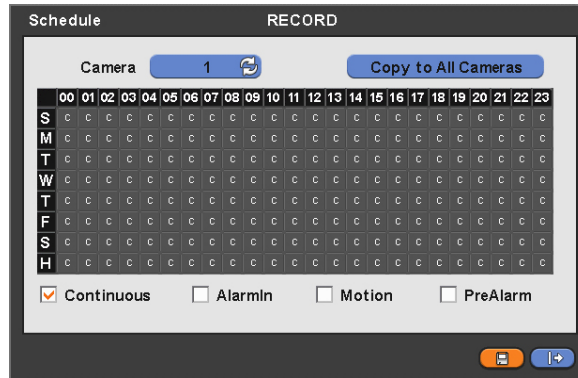 Schedule RECORD
Camera 1 Copy to All Cameras
00 01 02 03 04 05 06 07 08 09 10 11 12 13 14 15 16 17 18 19 20 21 22 23
S C C C C C C C C C C C C C C C C C C C C C C C C
M C C C C C C C C C C C C C C C C C C C C C C C C
T C C C C C C C C C C C C C C C C C C C C C C C C
W C C C C C C C C C C C C C C C C C C C C C C C C
T C C C C C C C C C C C C C C C C C C C C C C C C
F C C C C C C C C C C C C C C C C C C C C C C C C
S C C C C C C C C C C C C C C C C C C C C C C C C
H C C C C C C C C C C C C C C C C C C C C C C C C
Continuous AlarmIn Motion PreAlarm